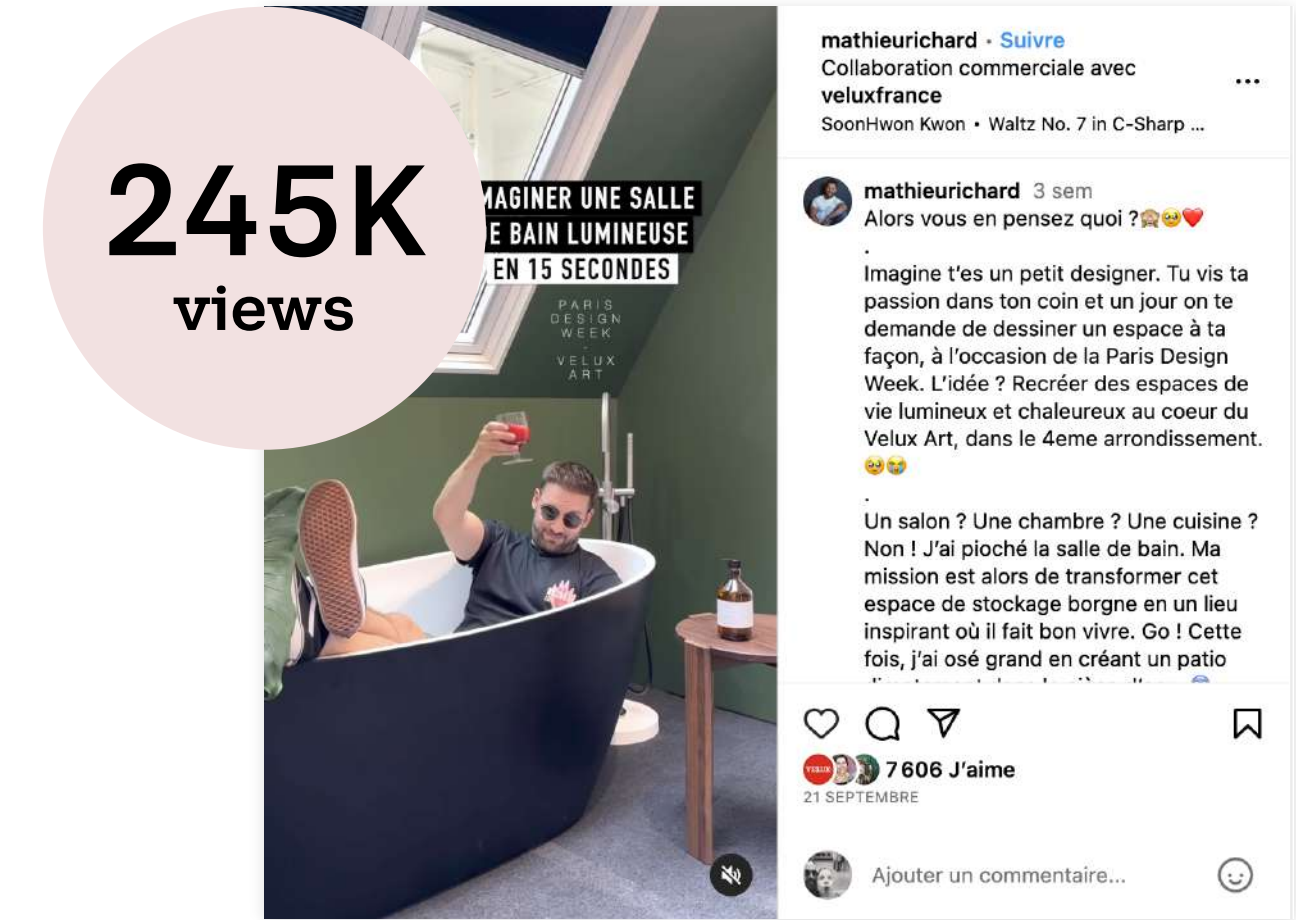 245K
views
MAGINER UNE SALLE
E BAIN LUMINEUSE
EN 15 SECONDES
PARIS
DESIGN
WEEK
-
VELUX
ART
mathieurichard · Suivre
Collaboration commerciale avec
veluxfrance
SoonHwon Kwon • Waltz No. 7 in C-Sharp ...
mathieurichard 3 sem
Alors vous en pensez quoi ?🙈🥹❤️
.
Imagine t'es un petit designer. Tu vis ta
passion dans ton coin et un jour on te
demande de dessiner un espace à ta
façon, à l'occasion de la Paris Design
Week. L'idée ? Recréer des espaces de
vie lumineux et chaleureux au coeur du
Velux Art, dans le 4eme arrondissement.
🥹😭
.
Un salon ? Une chambre ? Une cuisine ?
Non ! J'ai pioché la salle de bain. Ma
mission est alors de transformer cet
espace de stockage borgne en un lieu
inspirant où il fait bon vivre. Go ! Cette
fois, j'ai osé grand en créant un patio
VELUX
7 606 J'aime
21 SEPTEMBRE
Ajouter un commentaire...